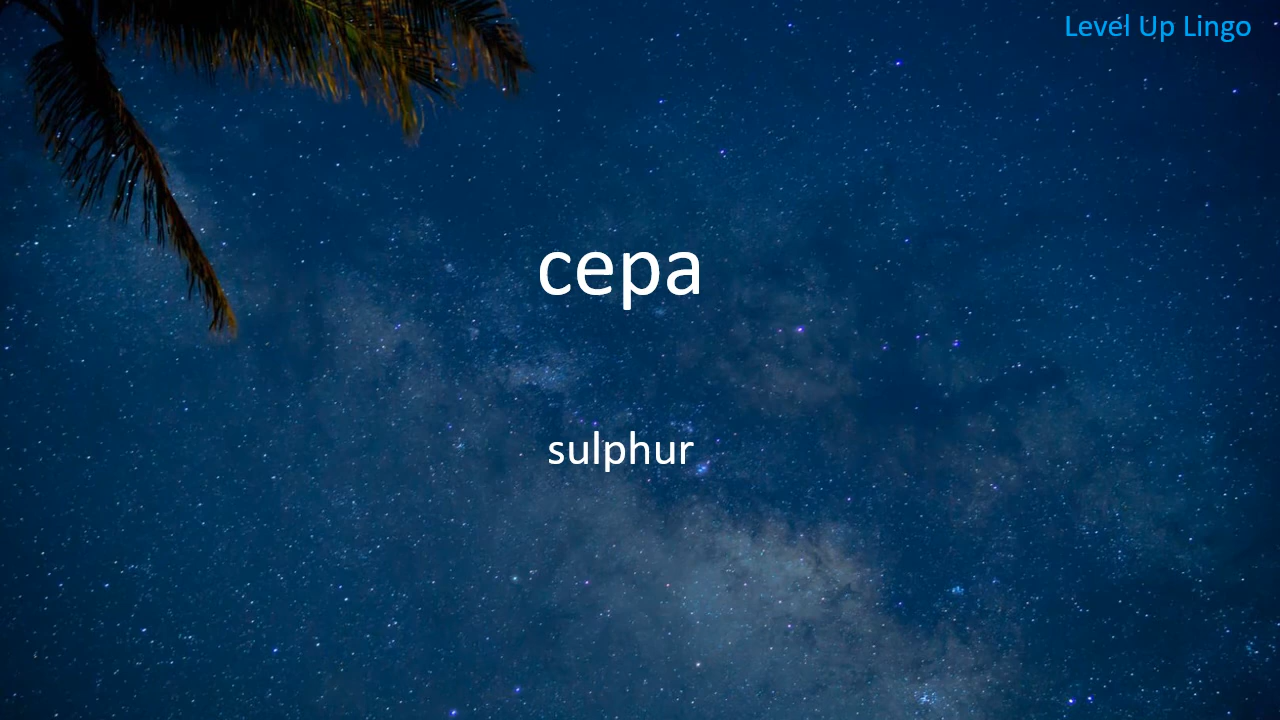 Level Up Lingo
сера
sulphur